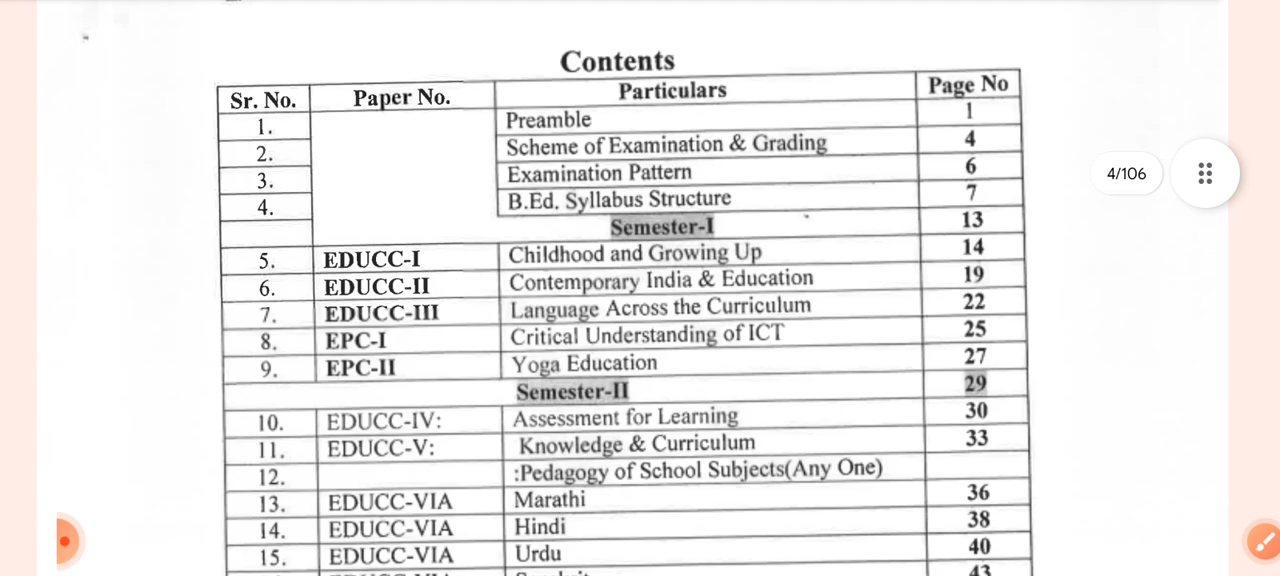 Contents
Sr. No. Paper No. Particulars Page No
1. Preamble 1
2. Scheme of Examination & Grading 4
3. Examination Pattern 6
4. B.Ed. Syllabus Structure 7
Semester-I 13
5. EDUCC-I Childhood and Growing Up 14
6. EDUCC-II Contemporary India & Education 19
7. EDUCC-III Language Across the Curriculum 22
8. EPC-I Critical Understanding of ICT 25
9. EPC-II Yoga Education 27
Semester-II 29
10. EDUCC-IV: Assessment for Learning 30
11. EDUCC-V: Knowledge & Curriculum 33
12. :Pedagogy of School Subjects(Any One)
13. EDUCC-VIA Marathi 36
14. EDUCC-VIA Hindi 38
15. EDUCC-VIA Urdu 40
43
4/106